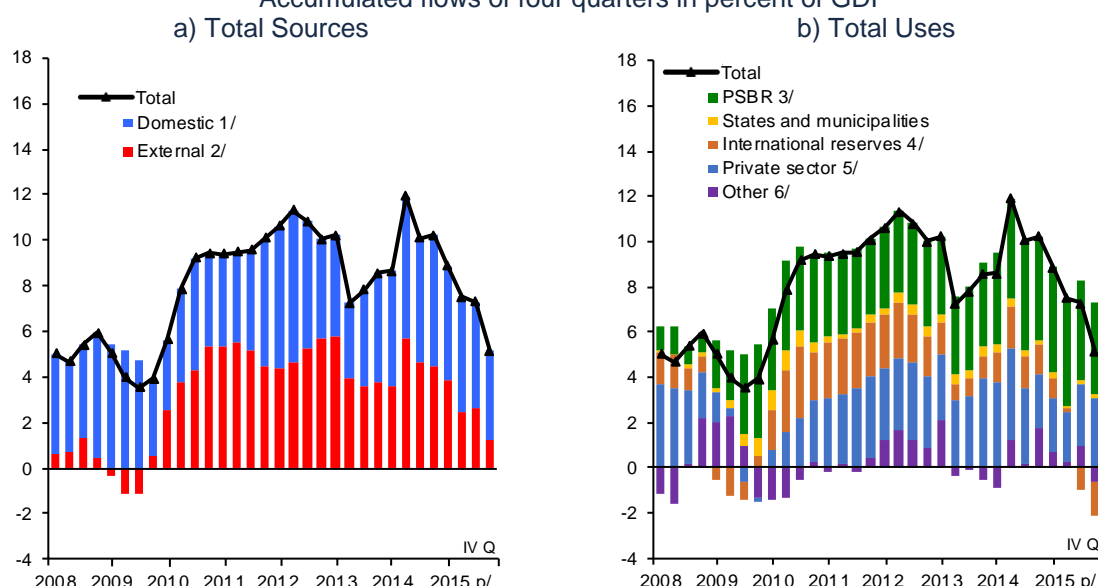 Accumulated flows of four quarters in percent of GDP
a) Total Sources
b) Total Uses
18
16
14
12
10
8
6
4
2
0
-2
-4
Total
Domestic 1/
External 2/
IV Q
2008 2009 2010 2011 2012 2013 2014 2015 p/
18
16
14
12
10
8
6
4
2
0
-2
-4
Total
PSBR 3/
States and municipalities
International reserves 4/
Private sector 5/
Other 6/
IV Q
2008 2009 2010 2011 2012 2013 2014 2015 p/